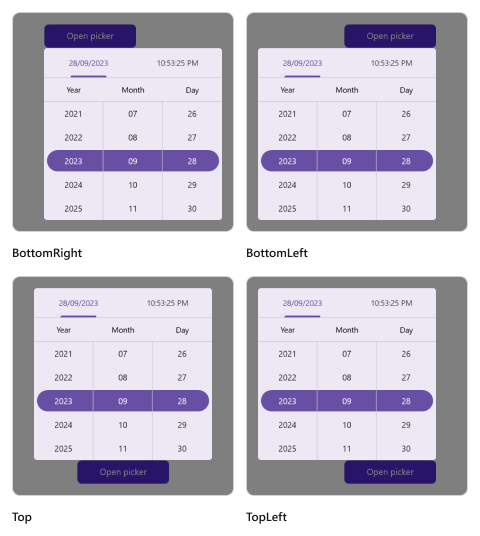 Open picker
28/09/2023 10:53:25 PM
Year Month Day
2021 07 26
2022 08 27
2023 09 28
2024 10 29
2025 11 30
BottomRight
Open picker
28/09/2023 10:53:25 PM
Year Month Day
2021 07 26
2022 08 27
2023 09 28
2024 10 29
2025 11 30
BottomLeft
28/09/2023 10:53:25 PM
Year Month Day
2021 07 26
2022 08 27
2023 09 28
2024 10 29
2025 11 30
Open picker
Top
28/09/2023 10:53:25 PM
Year Month Day
2021 07 26
2022 08 27
2023 09 28
2024 10 29
2025 11 30
Open picker
TopLeft